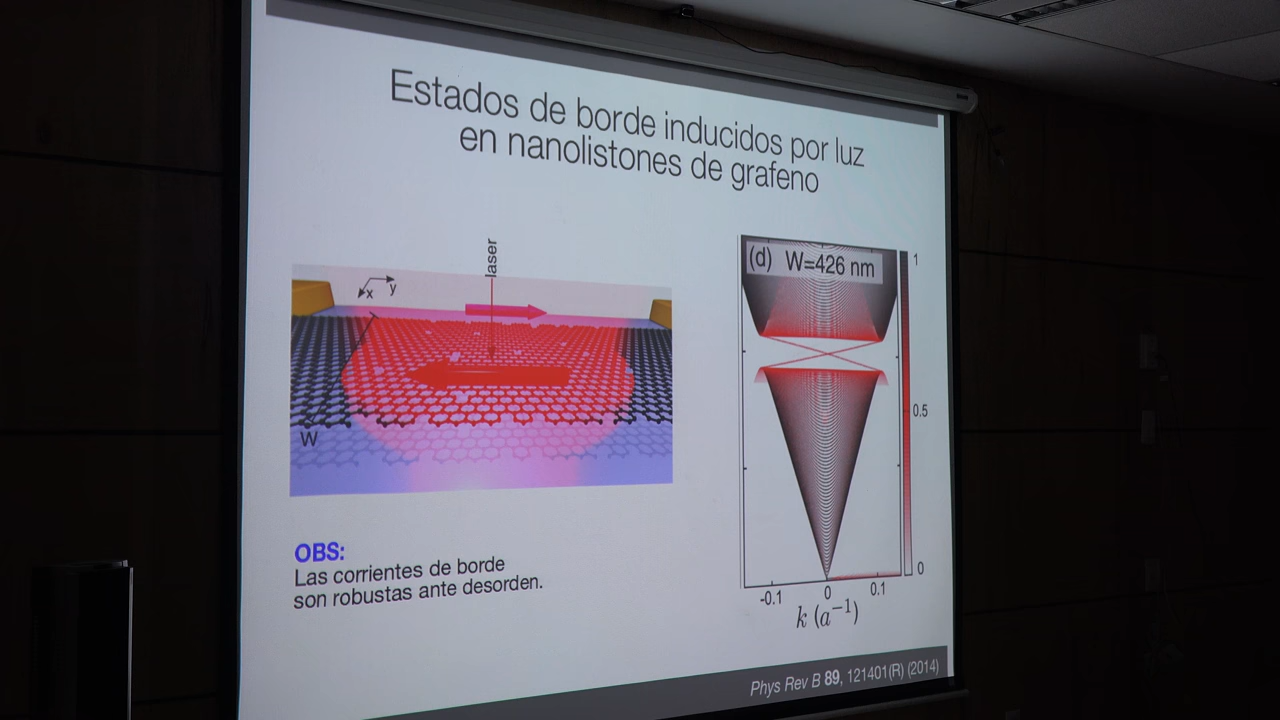 Estados de borde inducidos por luz
en nanolistones de grafeno
laser
x
y
W
(d) W=426 nm
1
0.5
0
-0.1
0
0.1
k (a⁻¹)
OBS:
Las corrientes de borde
son robustas ante desorden.
Phys Rev B 89, 121401(R) (2014)